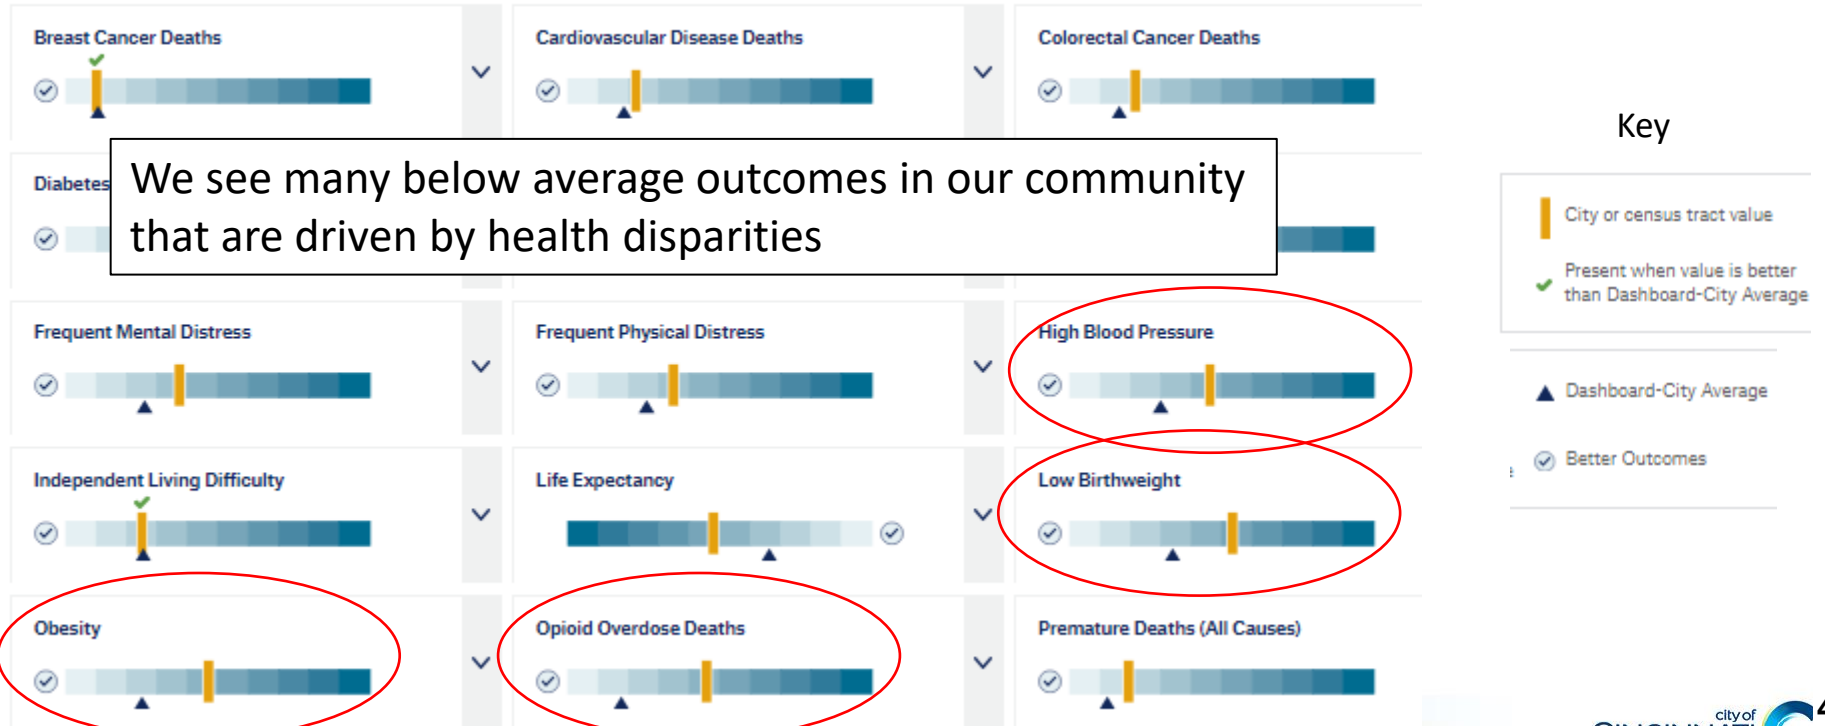 Breast Cancer Deaths
Cardiovascular Disease Deaths
Colorectal Cancer Deaths
Key
We see many below average outcomes in our community
that are driven by health disparities
Diabetes
City or census tract value
Present when value is better
than Dashboard-City Average
Frequent Mental Distress
Frequent Physical Distress
High Blood Pressure
Dashboard-City Average
Better Outcomes
Independent Living Difficulty
Life Expectancy
Low Birthweight
Obesity
Opioid Overdose Deaths
Premature Deaths (All Causes)
city of
4